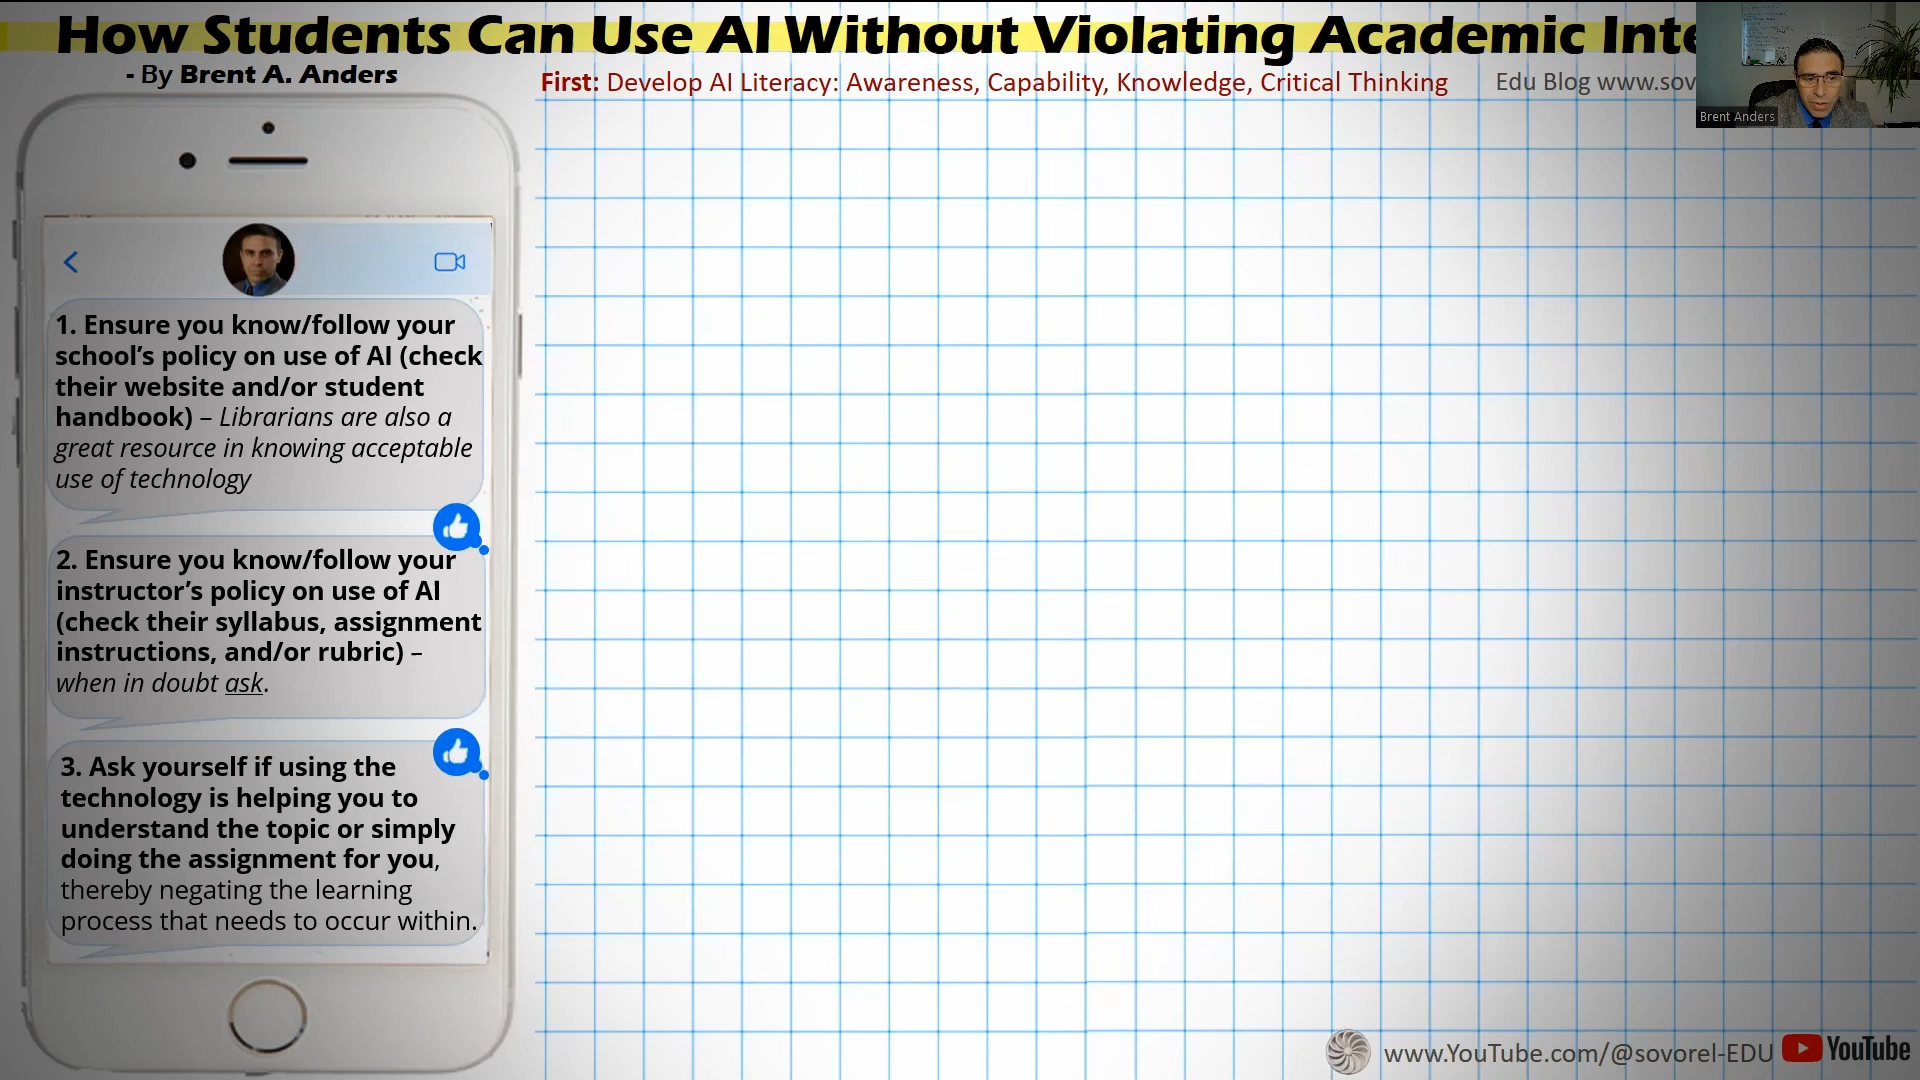 How Students Can Use AI Without Violating Academic Inte
- By Brent A. Anders
First: Develop AI Literacy: Awareness, Capability, Knowledge, Critical Thinking
Edu Blog www.sov
Brent Anders
1. Ensure you know/follow your
school’s policy on use of AI (check
their website and/or student
handbook) – Librarians are also a
great resource in knowing acceptable
use of technology
2. Ensure you know/follow your
instructor’s policy on use of AI
(check their syllabus, assignment
instructions, and/or rubric) –
when in doubt ask.
3. Ask yourself if using the
technology is helping you to
understand the topic or simply
doing the assignment for you,
thereby negating the learning
process that needs to occur within.
www.YouTube.com/@sovorel-EDU
YouTube